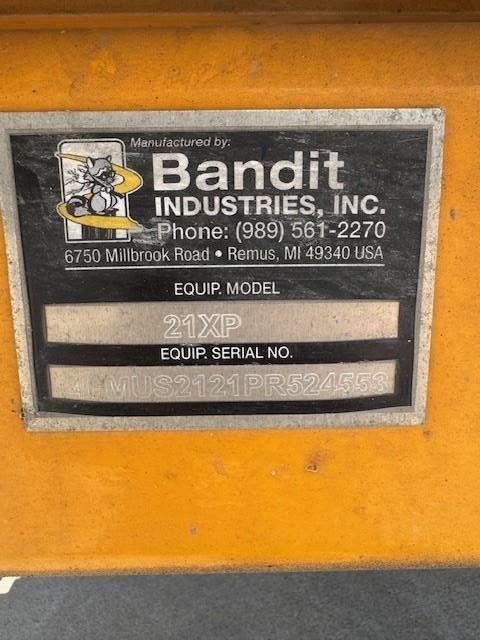 Manufactured by:
Bandit
INDUSTRIES, INC.
Phone: (989) 561-2270
6750 Millbrook Road • Remus, MI 49340 USA
EQUIP. MODEL
21XP
EQUIP. SERIAL NO.